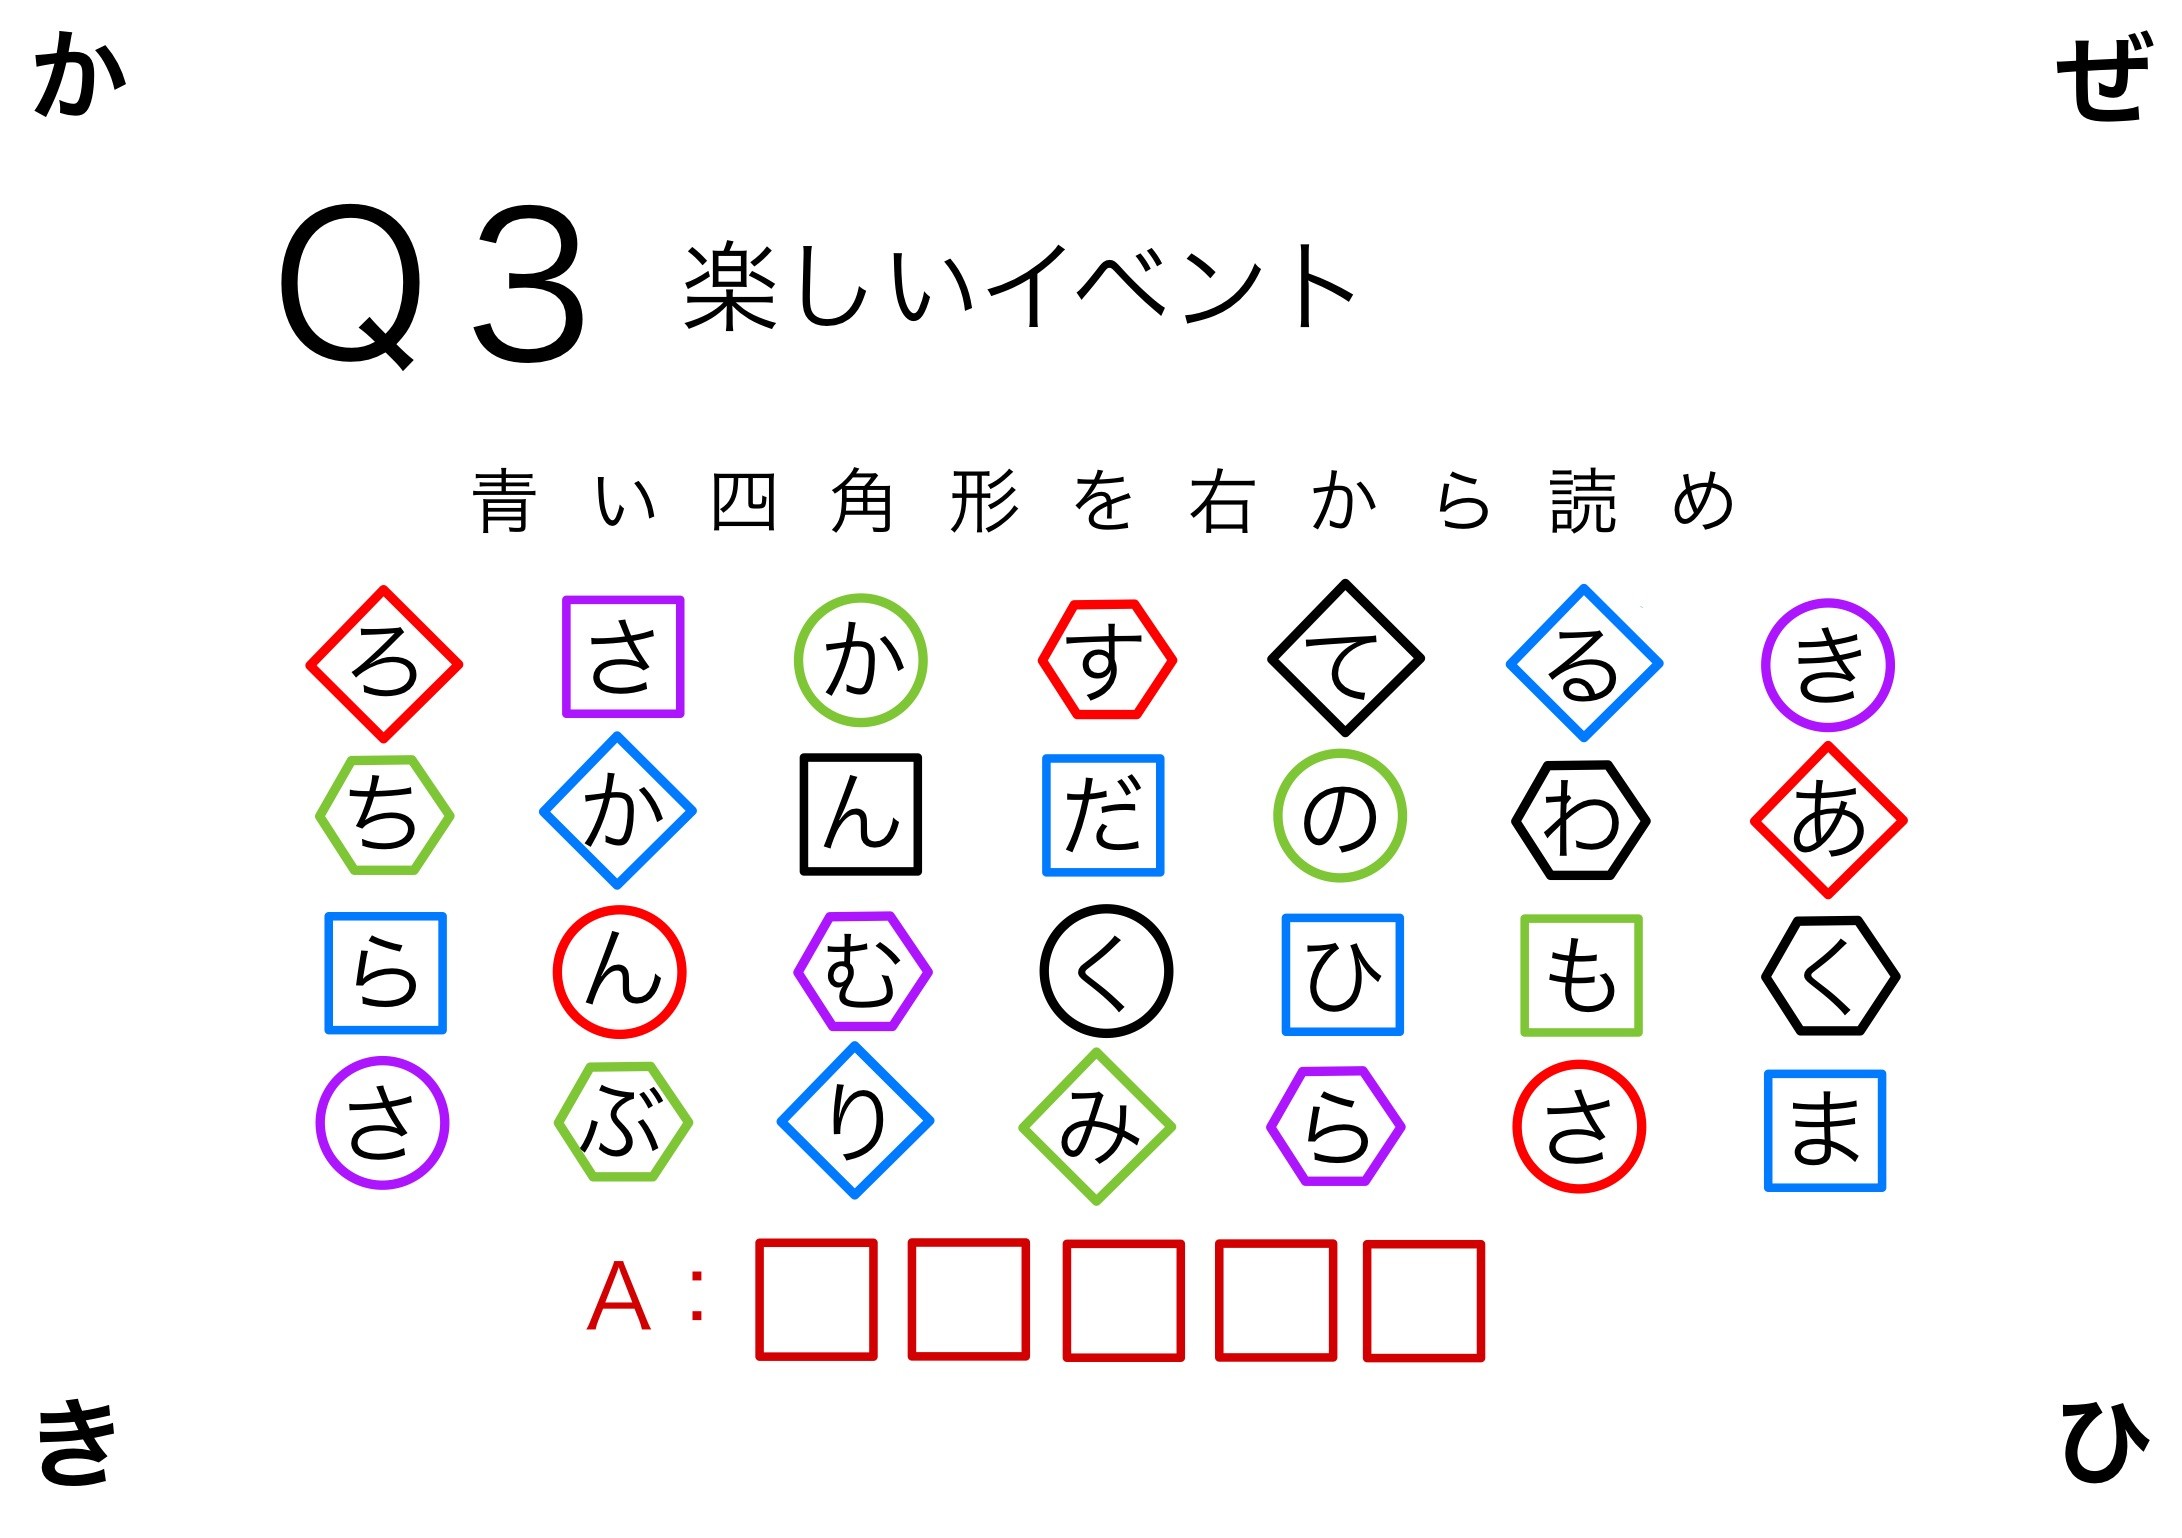 か ぜ
Q3 楽しいイベント
青い四角形を右から読め
ろ さ か す て る き
ち か ん だ の わ あ
ら ん む く ひ も く
さ ぶ り み ら さ ま
A:
き ひ